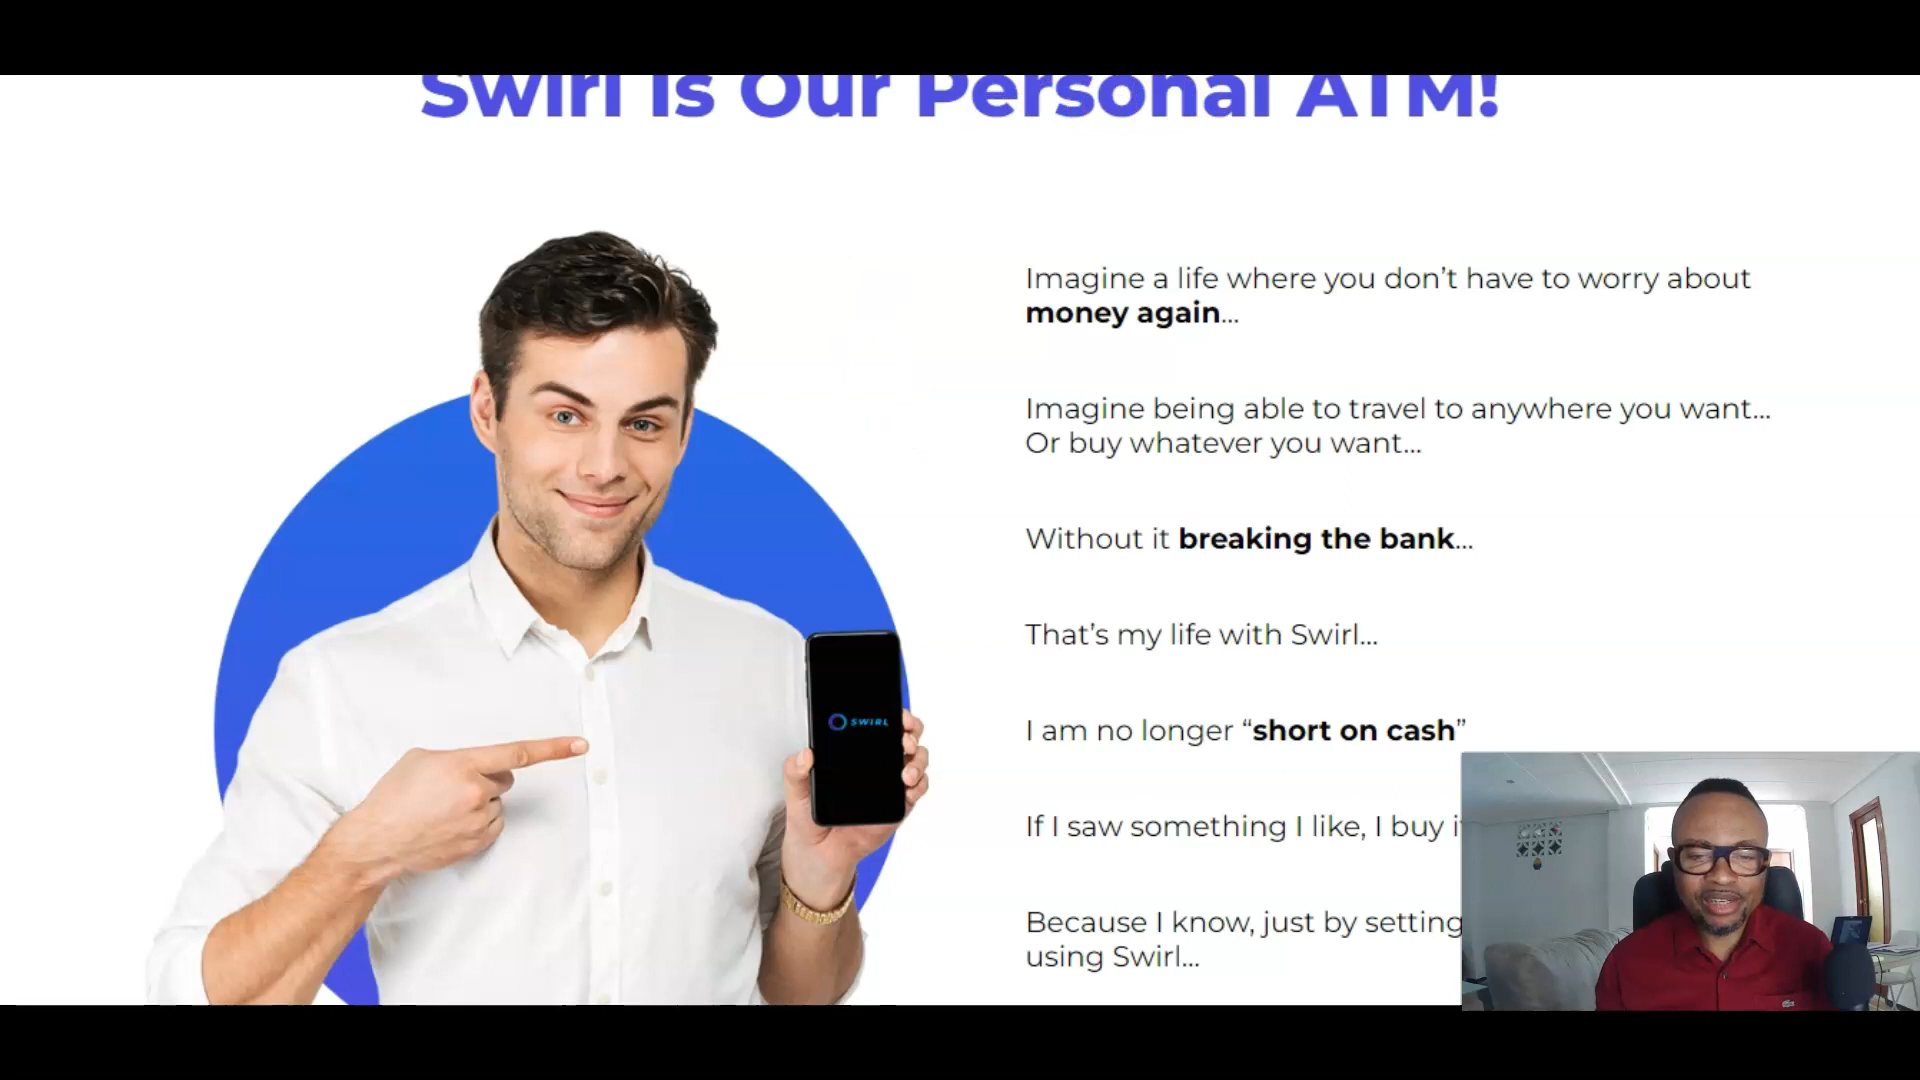 Swirl Is Our Personal ATM!
Imagine a life where you don't have to worry about
money again...
Imagine being able to travel to anywhere you want...
Or buy whatever you want...
Without it breaking the bank...
That's my life with Swirl...
I am no longer “short on cash”
If I saw something I like, I buy
Because I know, just by setting
using Swirl...
SWIRL